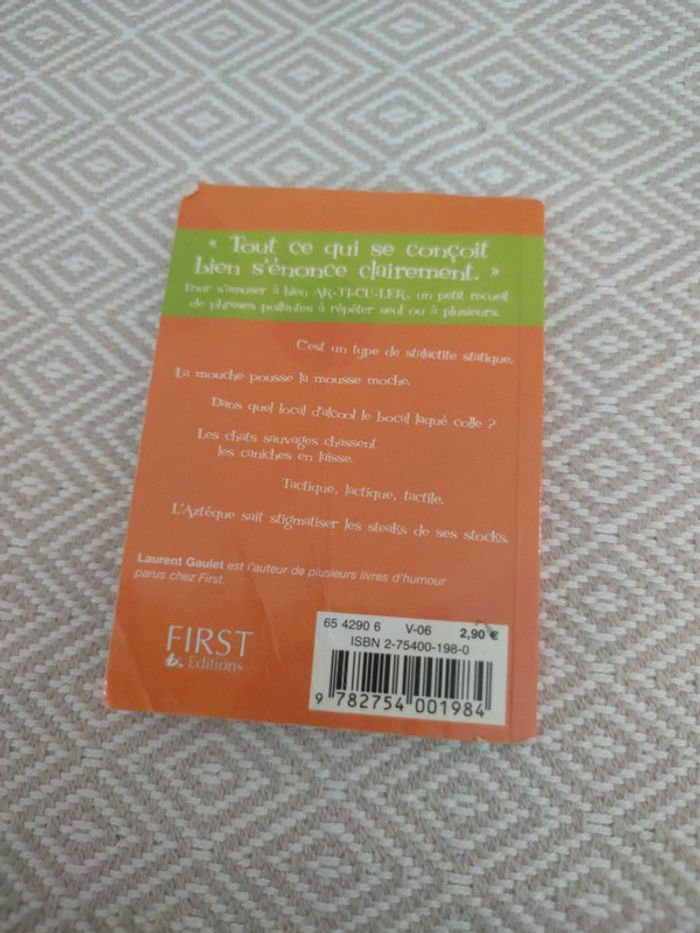 « Tout ce qui se conçoit
bien s'énonce clairement. »
Pour s'amuser à bien AR-TI-CU-LER, un petit recueil
de phrases poilantes à répéter seul ou à plusieurs.
C'est un type de stalactite statique.
La mouche pousse la mousse moche.
Dans quel local d'alcool le bocal laqué colle ?
Les chats sauvages chassent
les caniches en laisse.
Tactique, lactique, tactile.
L'Aztèque sait stigmatiser les steaks de ses stocks.
Laurent Gaulet est l'auteur de plusieurs livres d'humour
parus chez First.
FIRST
Editions
65 4290 6 V-06 2,90 €
ISBN 2-75400-198-0
9 782754 001984